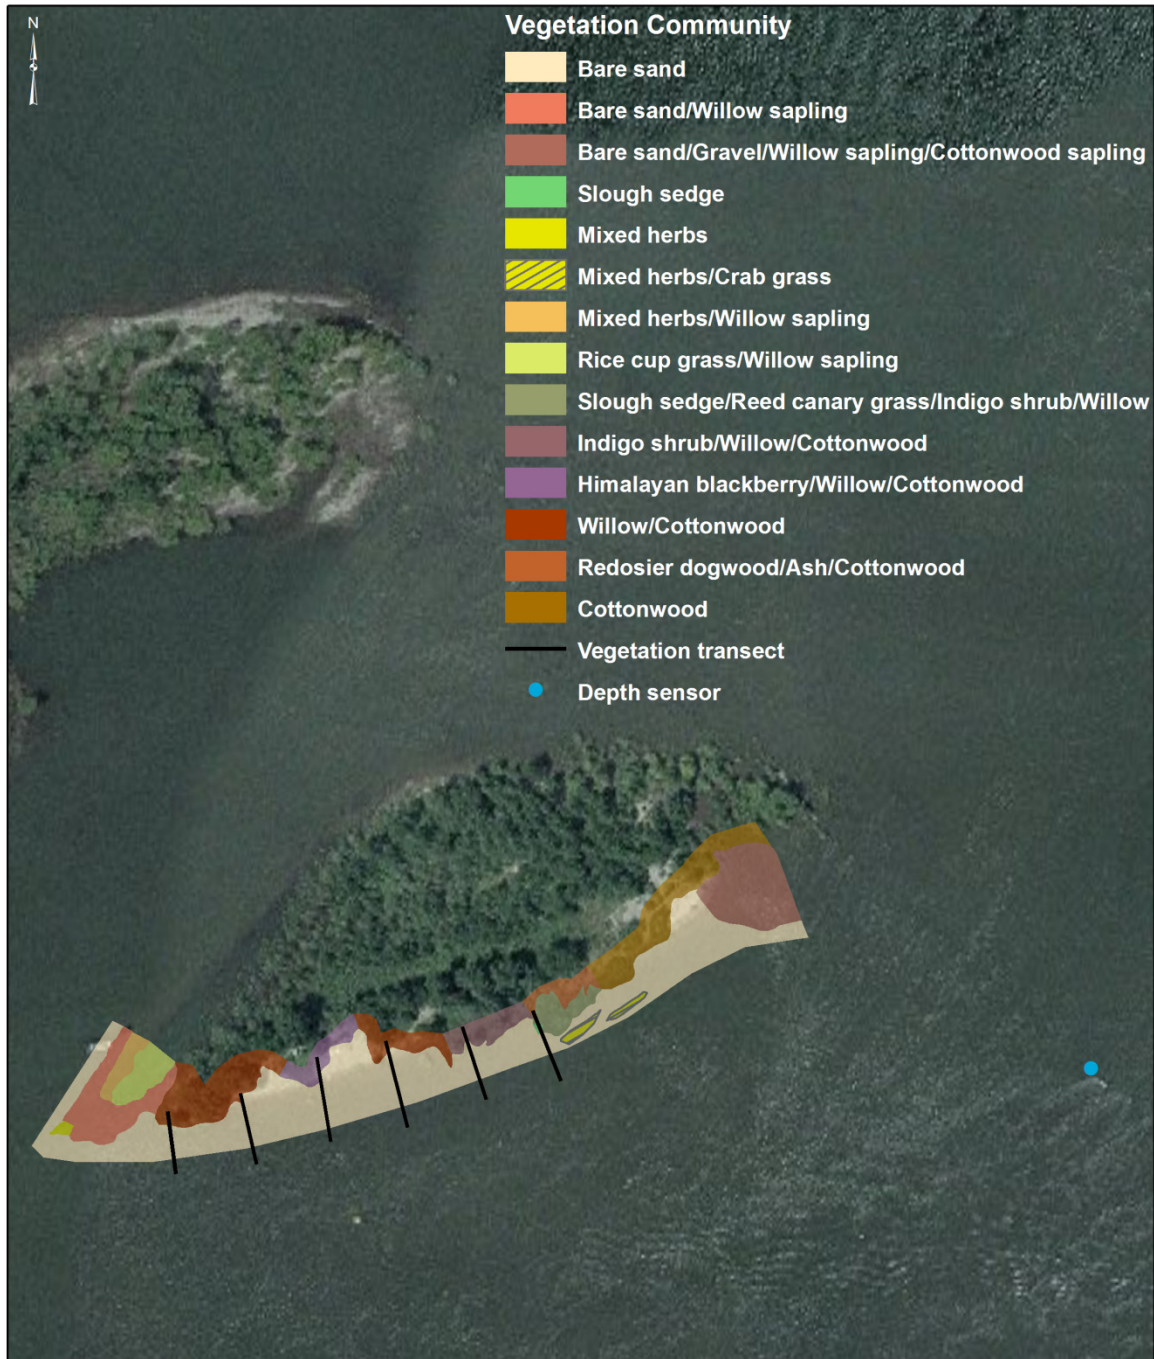 N
Vegetation Community
Bare sand
Bare sand/Willow sapling
Bare sand/Gravel/Willow sapling/Cottonwood sapling
Slough sedge
Mixed herbs
Mixed herbs/Crab grass
Mixed herbs/Willow sapling
Rice cup grass/Willow sapling
Slough sedge/Reed canary grass/Indigo shrub/Willow
Indigo shrub/Willow/Cottonwood
Himalayan blackberry/Willow/Cottonwood
Willow/Cottonwood
Redosier dogwood/Ash/Cottonwood
Cottonwood
Vegetation transect
Depth sensor